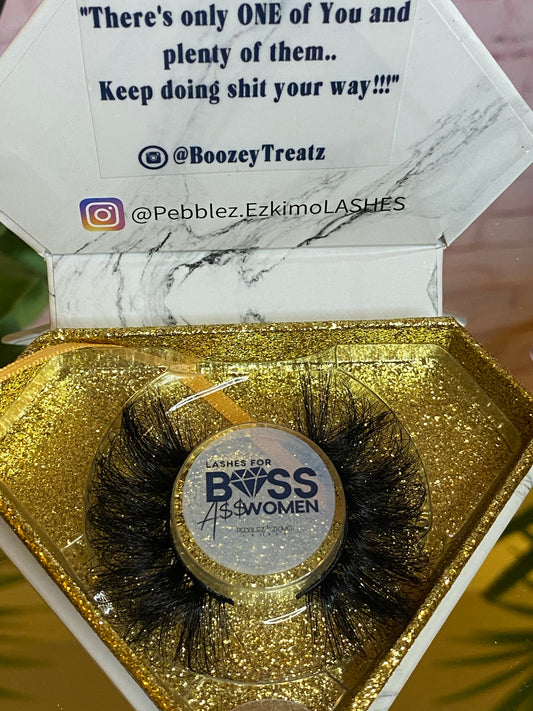 "There's only ONE of You and
plenty of them..
Keep doing shit your way!!!"
@BoozeyTreatz
@Pebblez.EzkimoLASHES
LASHES FOR
BOSS
A$$WOMEN